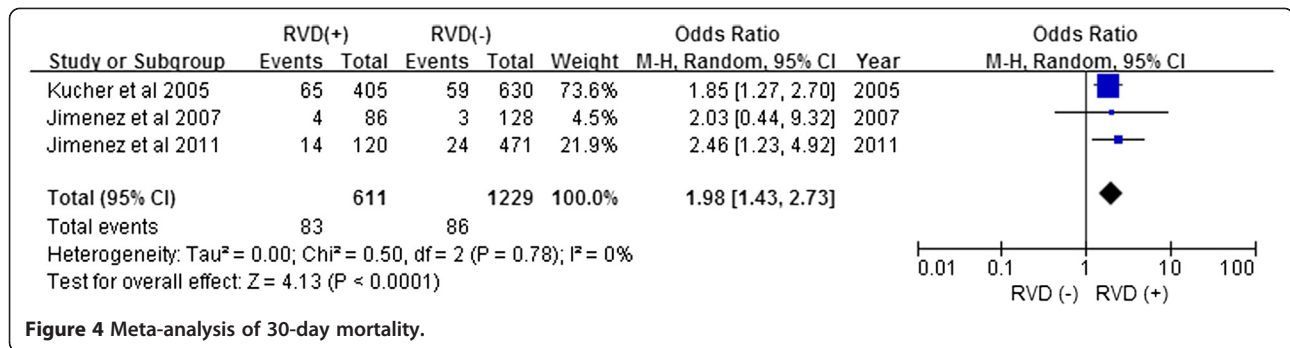 RVD(+) RVD(-) Odds Ratio Odds Ratio
Study or Subgroup Events Total Events Total Weight M-H, Random, 95% CI Year M-H, Random, 95% CI
Kucher et al 2005 65 405 59 630 73.6% 1.85 [1.27, 2.70] 2005
Jimenez et al 2007 4 86 3 128 4.5% 2.03 [0.44, 9.32] 2007
Jimenez et al 2011 14 120 24 471 21.9% 2.46 [1.23, 4.92] 2011
Total (95% CI) 611 1229 100.0% 1.98 [1.43, 2.73]
Total events 83 86
Heterogeneity: Tau² = 0.00; Chi² = 0.50, df = 2 (P = 0.78); I² = 0%
Test for overall effect: Z = 4.13 (P < 0.0001)
0.01 0.1 1 10 100
RVD (-) RVD (+)
Figure 4 Meta-analysis of 30-day mortality.